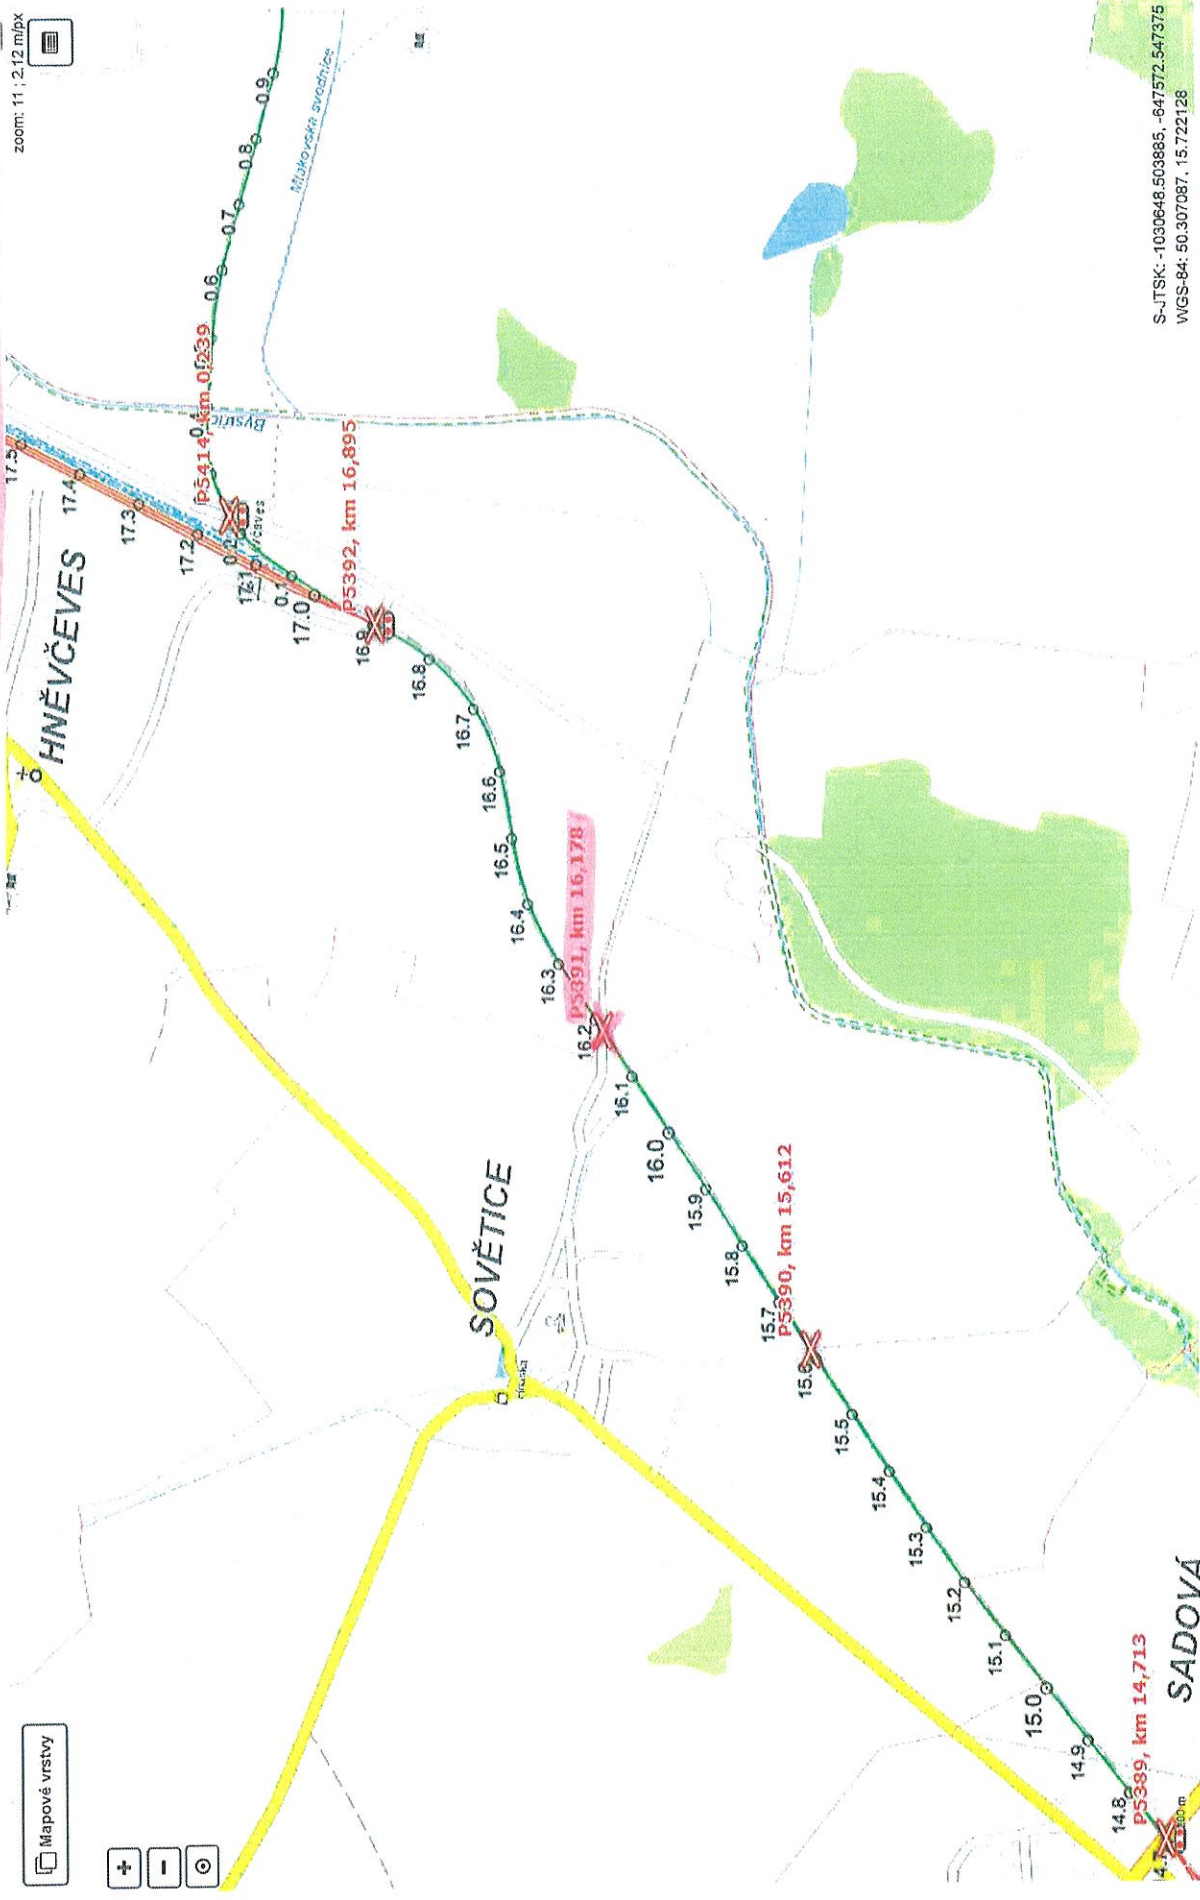 Mapové vrstvy
zoom: 11 ; 2.12 m/px
+
−
HNĚVČEVES
17.5
17.4
17.3
17.2
17.1
17.0
16.9
16.8
16.7
16.6
16.5
16.4
16.3
16.2
16.1
16.0
15.9
15.8
15.7
15.6
15.5
15.4
15.3
15.2
15.1
15.0
14.9
14.8
0.1
0.6
0.7
0.8
0.9
P5414, km 0,239
P5392, km 16,895
P5391, km 16,178
P5390, km 15,612
P5389, km 14,713
Mlakovská svodnice
SOVĚTICE
SADOVÁ
S-JTSK: -1030648.503885, -647572.547375
WGS-84: 50.307087, 15.722128